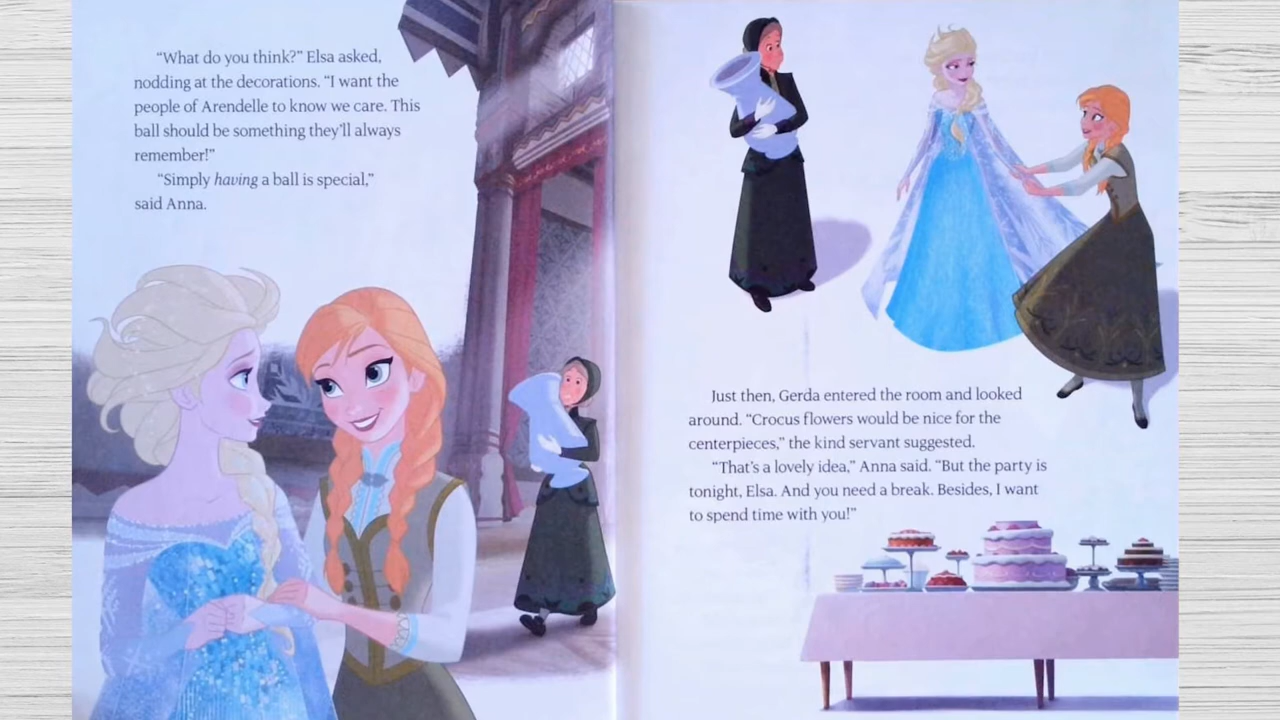 “What do you think?” Elsa asked,
nodding at the decorations. “I want the
people of Arendelle to know we care. This
ball should be something they’ll always
remember!”
“Simply having a ball is special,”
said Anna.
Just then, Gerda entered the room and looked
around. “Crocus flowers would be nice for the
centerpieces,” the kind servant suggested.
“That’s a lovely idea,” Anna said. “But the party is
tonight, Elsa. And you need a break. Besides, I want
to spend time with you!”